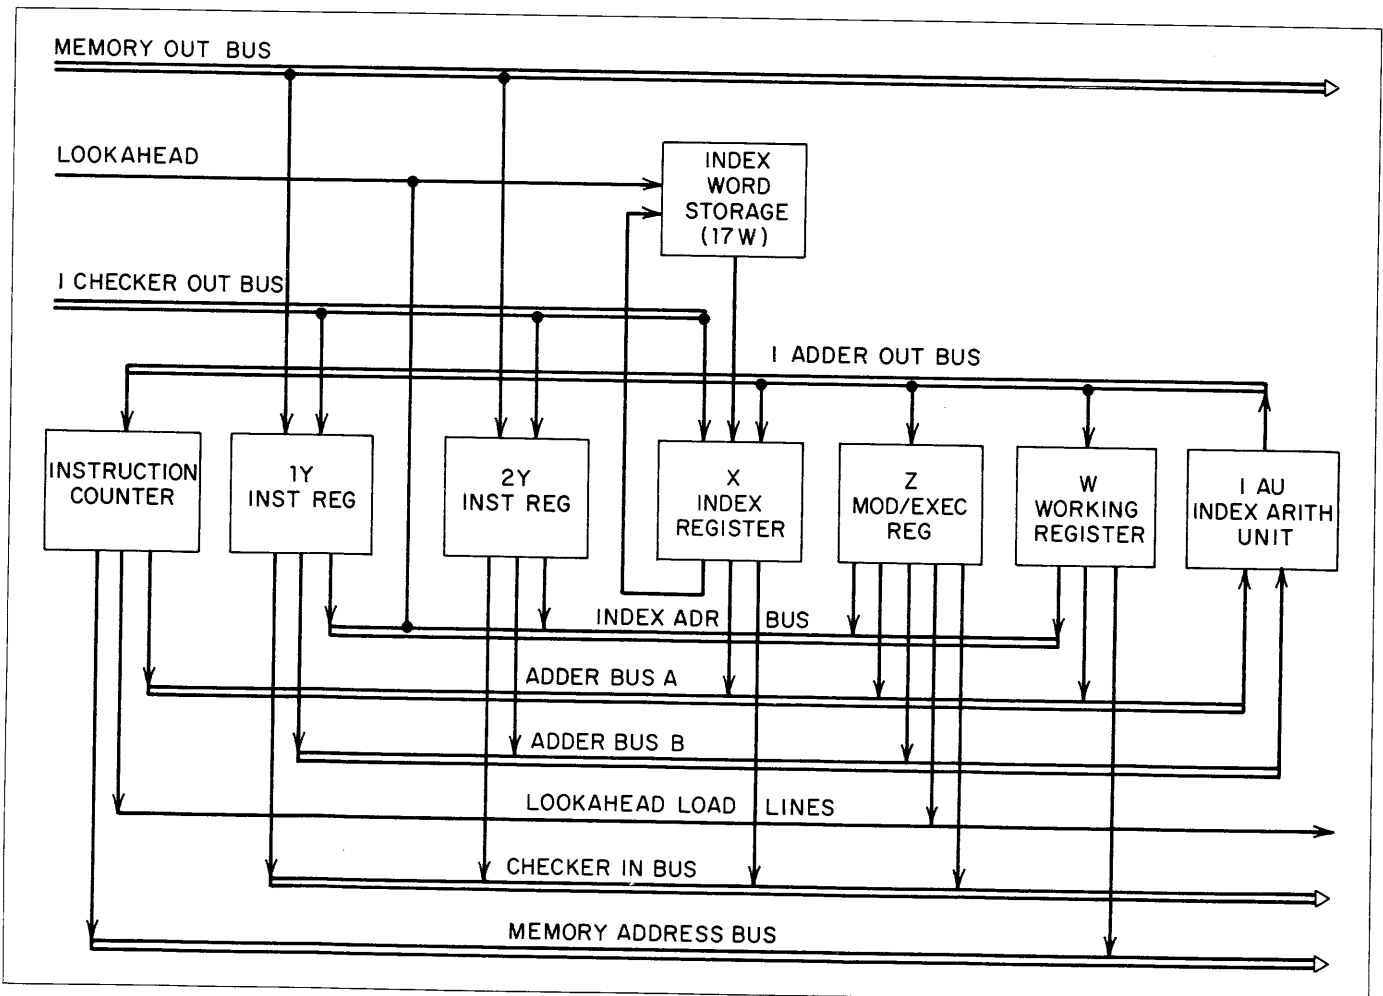 MEMORY OUT BUS
LOOKAHEAD
INDEX
WORD
STORAGE
(17W)
I CHECKER OUT BUS
I ADDER OUT BUS
INSTRUCTION
COUNTER
1Y
INST REG
2Y
INST REG
X
INDEX
REGISTER
Z
MOD/EXEC
REG
W
WORKING
REGISTER
I AU
INDEX ARITH
UNIT
INDEX ADR BUS
ADDER BUS A
ADDER BUS B
LOOKAHEAD LOAD LINES
CHECKER IN BUS
MEMORY ADDRESS BUS